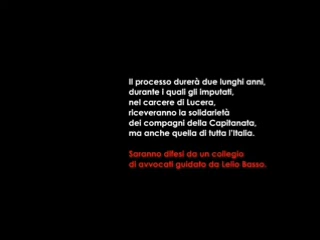 Il processo durerà due lunghi anni,
durante i quali gli imputati,
nel carcere di Lucera,
riceveranno la solidarietà
dei compagni della Capitanata,
ma anche quella di tutta l'Italia.
Saranno difesi da un collegio
di avvocati guidato da Lelio Basso.